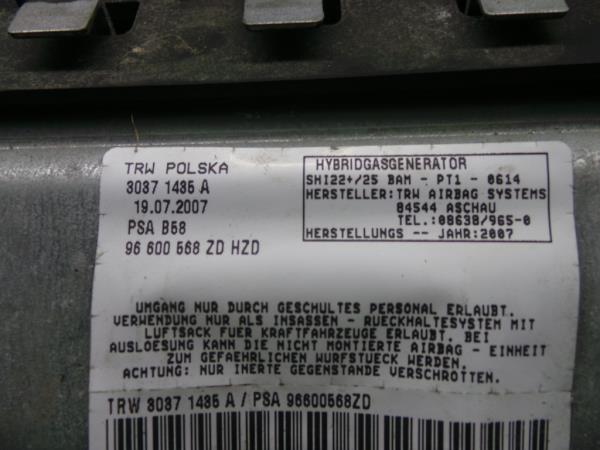 TRW POLSKA
3037 1435 A
19.07.2007
PSA B58
96 600 568 ZD HZD
HYBRIDGASGENERATOR
SHI22+/25 BAM - PT1 - 0614
HERSTELLER:TRW AIRBAG SYSTEMS
84544 ASCHAU
TEL.:08638/965-0
HERSTELLUNGS -- JAHR:2007
UMGANG NUR DURCH GESCHULTES PERSONAL ERLAUBT.
VERWENDUNG NUR ALS INSASSEN - RUECKHALTESYSTEM MIT
LUFTSACK FUER KRAFTFAHRZEUGE ERLAUBT. BEI
AUSLOESUNG KANN DIE NICHT MONTIERTE AIRBAG - EINHEIT
ZUM GEFAEHRLICHEN WURFSTUECK WERDEN.
ACHTUNG: NUR INERTE GEGENSTANDE VERSCHROTTEN.
TRW 3037 1435 A / PSA 96600568ZD